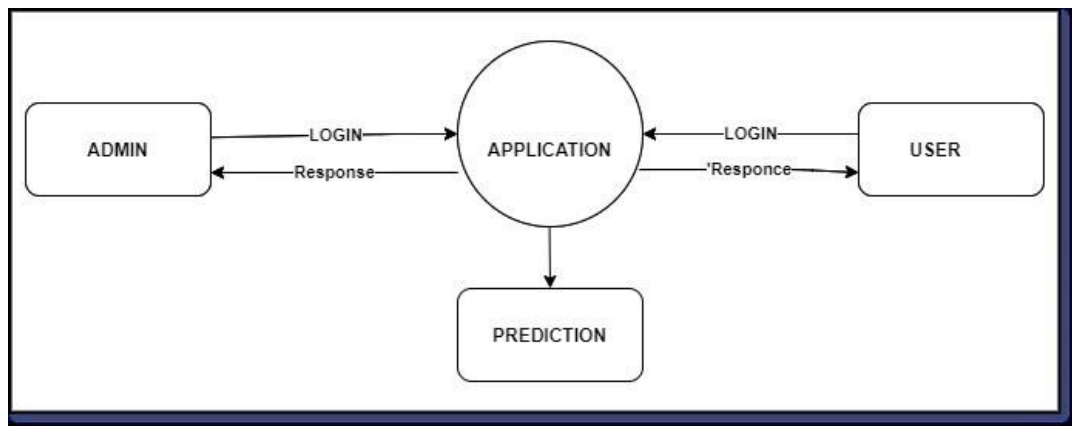 ADMIN
LOGIN
Response
APPLICATION
LOGIN
'Responce
USER
PREDICTION